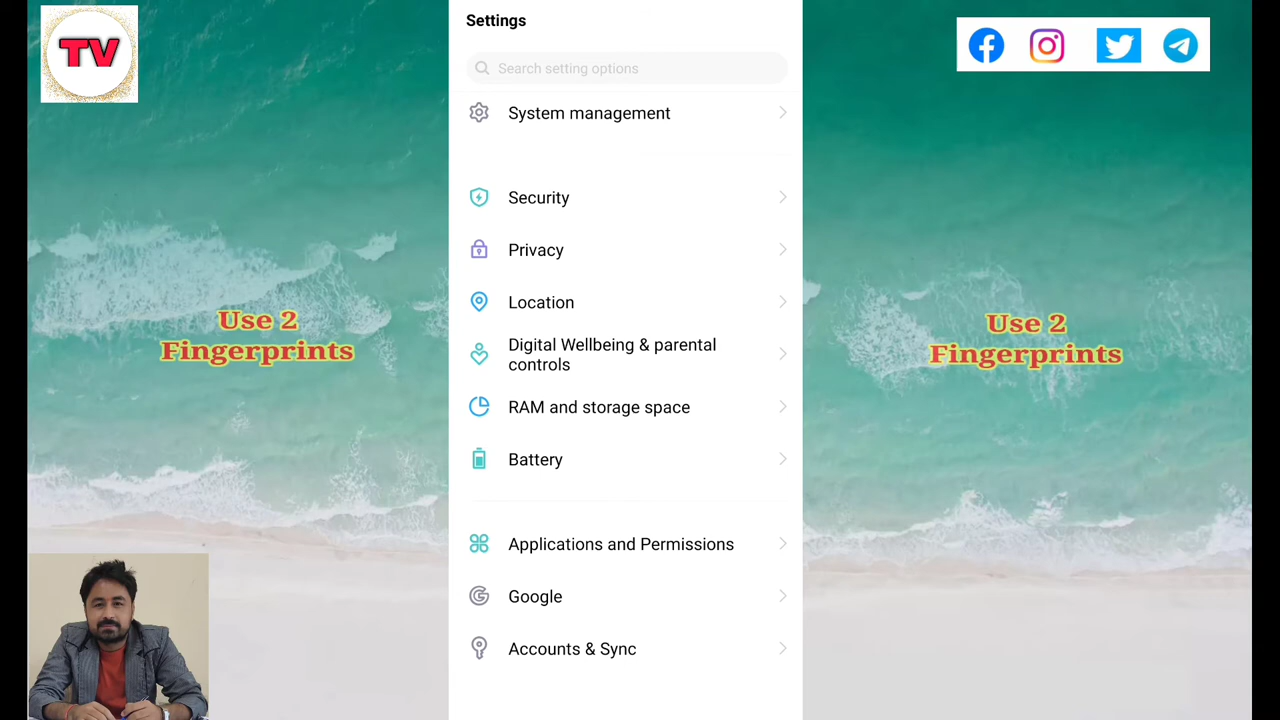 TV
Settings
Search setting options
System management
Security
Privacy
Location
Digital Wellbeing & parental
controls
RAM and storage space
Battery
Applications and Permissions
Google
Accounts & Sync
Use 2
Fingerprints
Use 2
Fingerprints